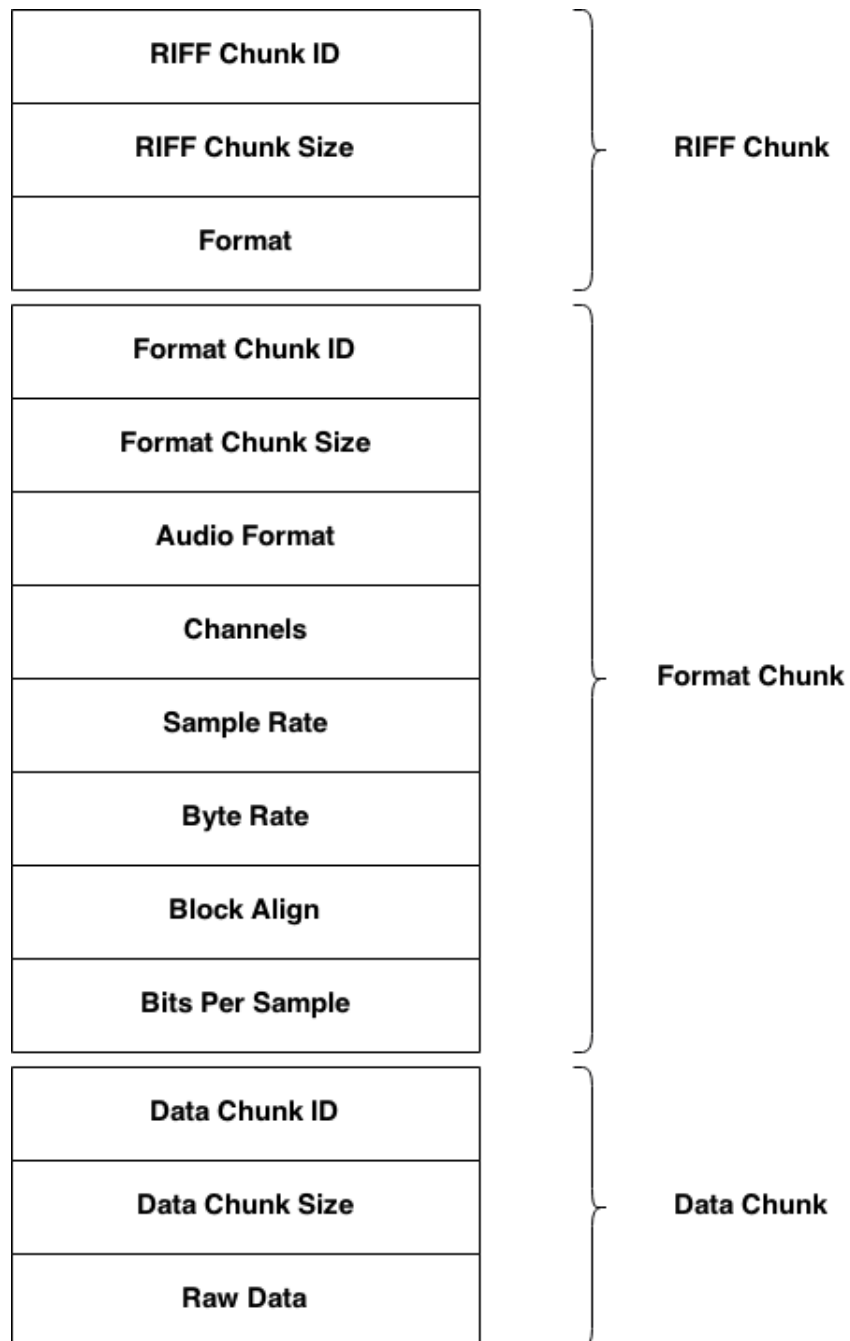 RIFF Chunk ID
RIFF Chunk Size
RIFF Chunk
Format
Format Chunk ID
Format Chunk Size
Audio Format
Channels
Sample Rate
Format Chunk
Byte Rate
Block Align
Bits Per Sample
Data Chunk ID
Data Chunk Size
Data Chunk
Raw Data